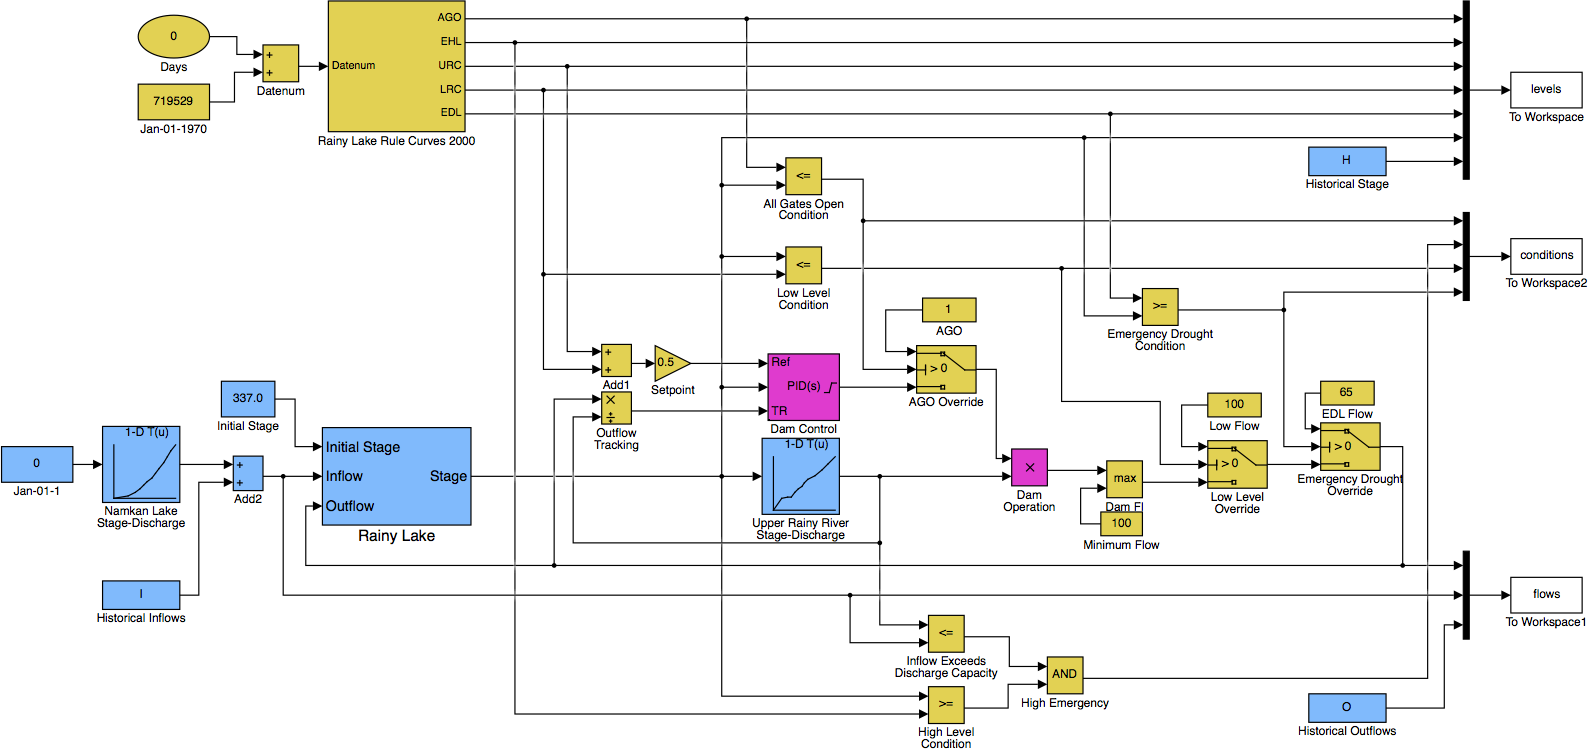 0
Days
719529
Jan-01-1970
+
+
Datenum
Datenum
AGO
EHL
URC
LRC
EDL
Rainy Lake Rule Curves 2000
levels
To Workspace
H
Historical Stage
<=
All Gates Open
Condition
<=
Low Level
Condition
conditions
To Workspace2
>=
Emergency Drought
Condition
1
AGO
> 0
AGO Override
+
+
Add1
0.5
Setpoint
×
÷
Outflow
Tracking
Ref
PID(s)
TR
Dam Control
337.0
Initial Stage
0
Jan-01-1
1-D T(u)
Namkan Lake
Stage-Discharge
+
+
Add2
Initial Stage
Inflow
Outflow
Stage
Rainy Lake
1-D T(u)
Upper Rainy River
Stage-Discharge
×
Dam
Operation
max
Dam Fl
100
Minimum Flow
100
Low Flow
> 0
Low Level
Override
65
EDL Flow
> 0
Emergency Drought
Override
I
Historical Inflows
flows
To Workspace1
<=
Inflow Exceeds
Discharge Capacity
>=
High Level
Condition
AND
High Emergency
O
Historical Outflows